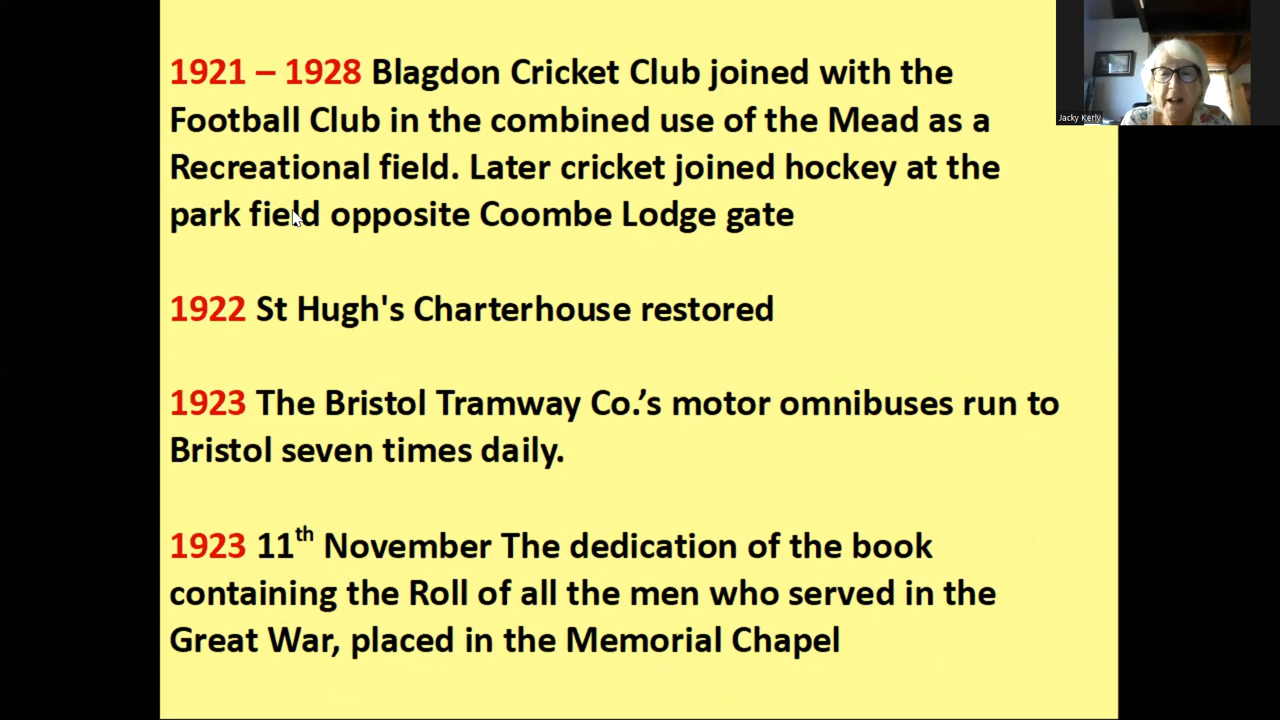 1921 – 1928 Blagdon Cricket Club joined with the
Football Club in the combined use of the Mead as a
Recreational field. Later cricket joined hockey at the
park field opposite Coombe Lodge gate
1922 St Hugh's Charterhouse restored
1923 The Bristol Tramway Co.’s motor omnibuses run to
Bristol seven times daily.
1923 11th November The dedication of the book
containing the Roll of all the men who served in the
Great War, placed in the Memorial Chapel
Jacky Kerly